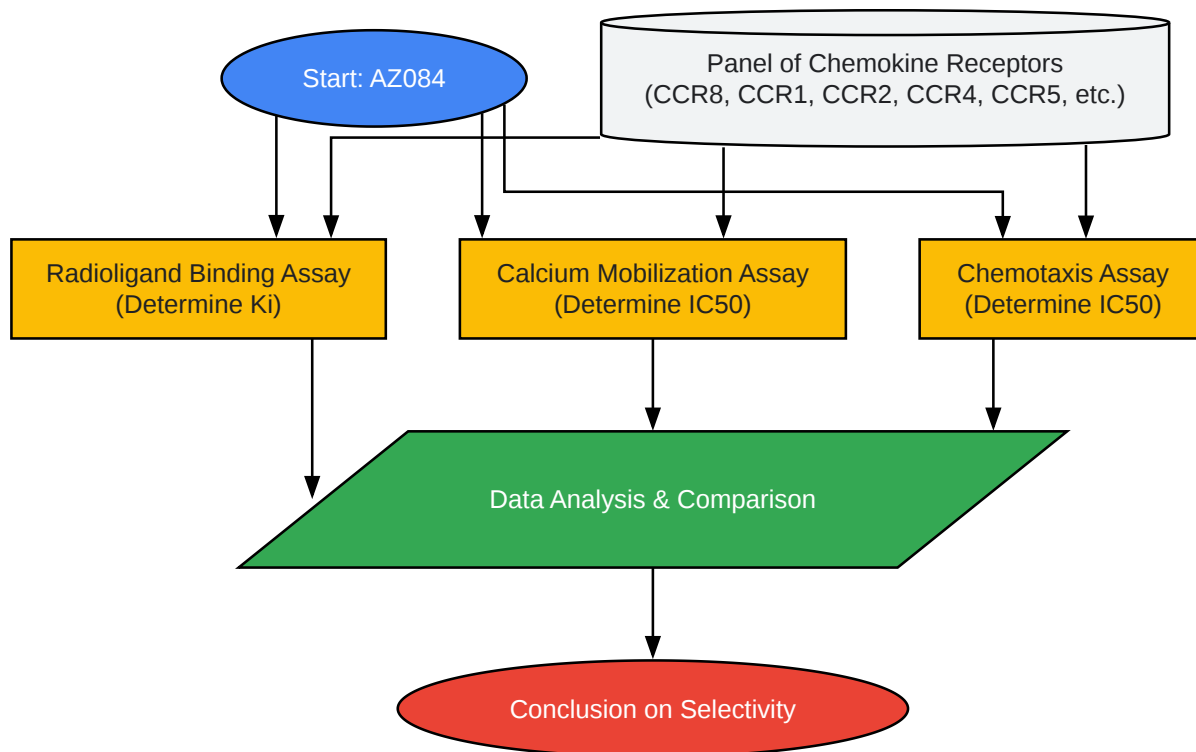 Start: AZ084
Panel of Chemokine Receptors
(CCR8, CCR1, CCR2, CCR4, CCR5, etc.)
Radioligand Binding Assay
(Determine Ki)
Calcium Mobilization Assay
(Determine IC50)
Chemotaxis Assay
(Determine IC50)
Data Analysis & Comparison
Conclusion on Selectivity